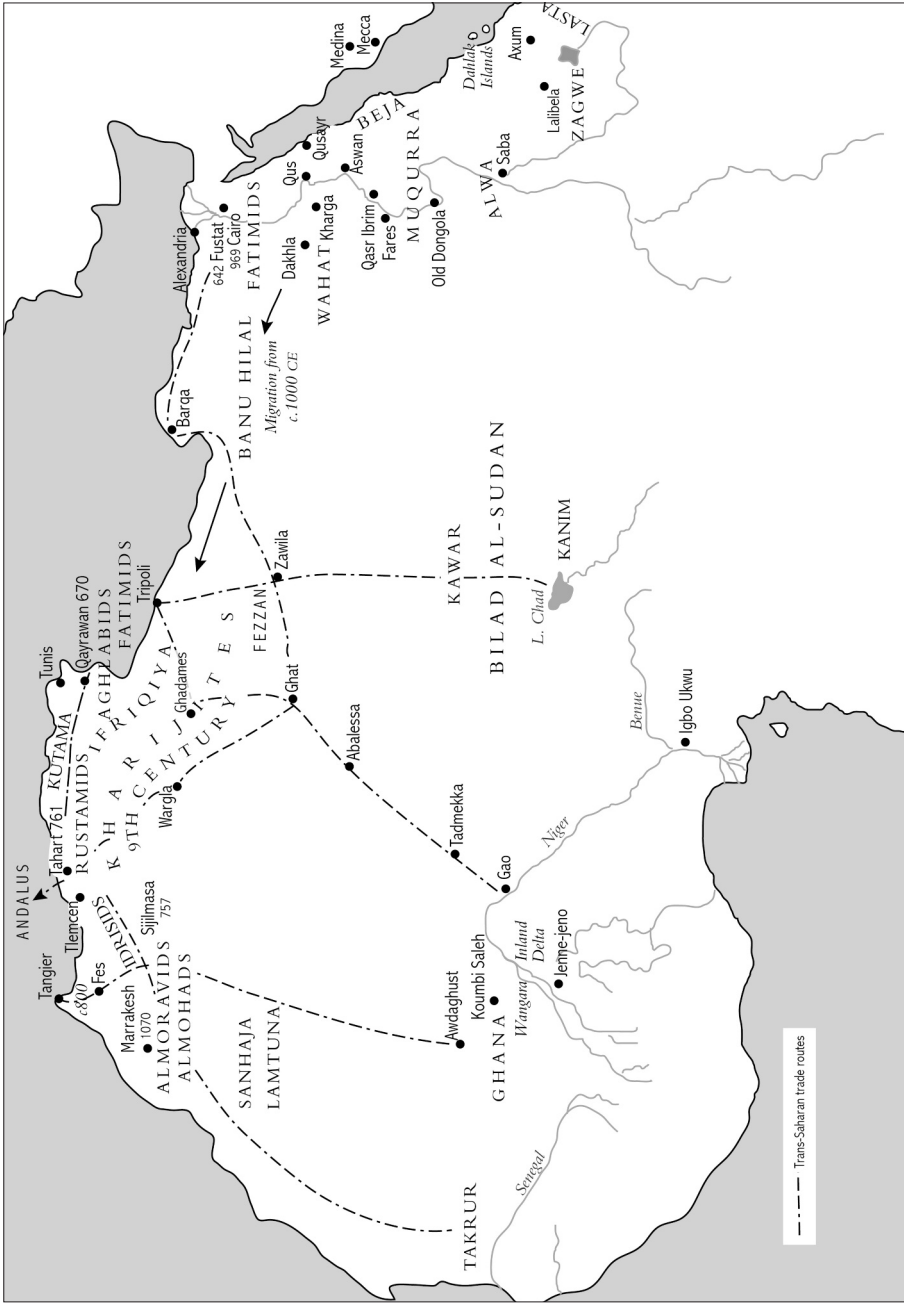 ANDALUS
Tangier
c800
Fes
Tlemcen
IDRISIDS
Tahart 761
KUTAMA
RUSTAMIDS
Tunis
Qayrawan 670
AGHLABIDS
FATIMIDS
IFRIQIYA
KHARIJITES
9TH CENTURY
Marrakesh
1070
Sijilmasa
757
ALMORAVIDS
ALMOHADS
Wargla
Ghadames
Tripoli
FEZZAN
Zawila
Ghat
Barqa
BANU HILAL
Migration from
c.1000 CE
Alexandria
642 Fustat
969 Cairo
FATIMIDS
Dakhla
WAHAT
Kharga
Qus
Qusayr
Aswan
BEJA
Qasr Ibrim
Fares
MUQURRA
Old Dongola
ALWA
Saba
Medina
Mecca
Dahlak
Islands
Axum
Lalibela
ZAGWE
LASTA
SANHAJA
LAMTUNA
Abalessa
Tadmekka
Gao
KAWAR
BILAD AL-SUDAN
KANIM
L. Chad
TAKRUR
Senegal
Awdaghust
Koumbi Saleh
GHANA
Wangara
Inland
Delta
Jenne-jeno
Niger
Benue
Igbo Ukwu
Trans-Saharan trade routes